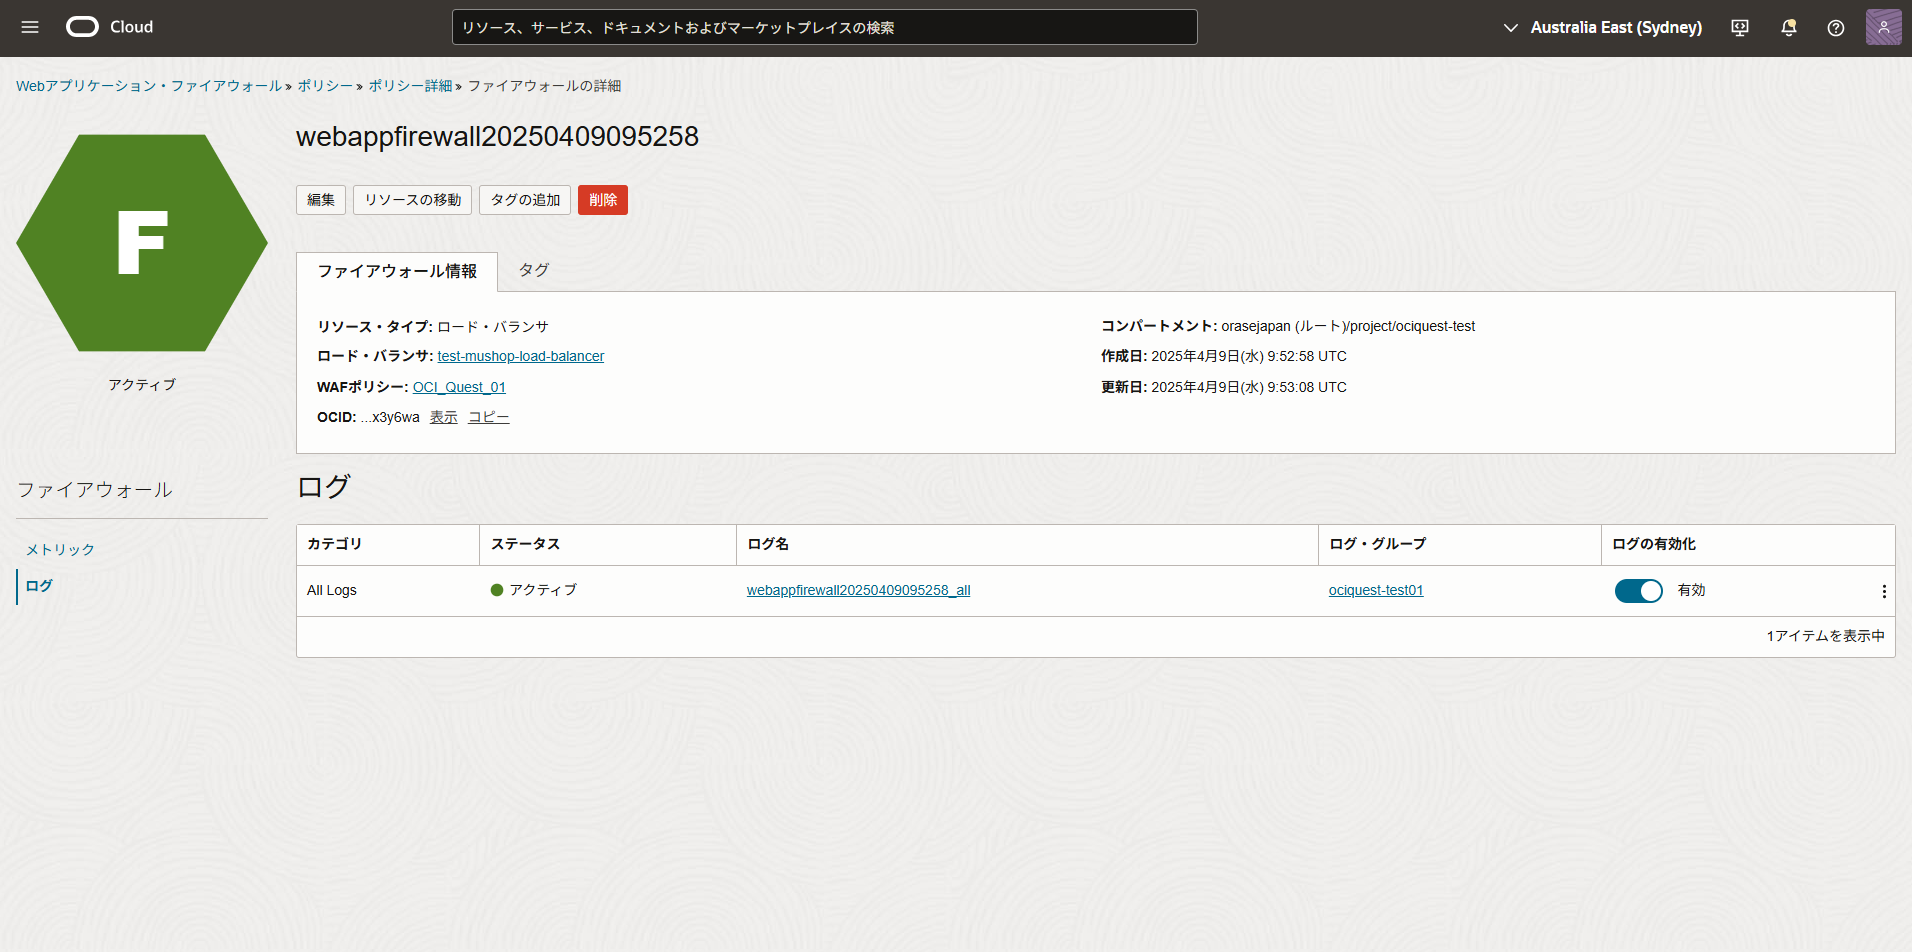 Cloud
リソース、サービス、ドキュメントおよびマーケットプレイスの検索
Australia East (Sydney)
Webアプリケーション・ファイアウォール » ポリシー » ポリシー詳細 » ファイアウォールの詳細
F
アクティブ
webappfirewall20250409095258
編集 リソースの移動 タグの追加 削除
ファイアウォール情報 タグ
リソース・タイプ: ロード・バランサ
ロード・バランサ: test-mushop-load-balancer
WAFポリシー: OCI_Quest_01
OCID: ...x3y6wa 表示 コピー
コンパートメント: orasejapan (ルート)/project/ociquest-test
作成日: 2025年4月9日(水) 9:52:58 UTC
更新日: 2025年4月9日(水) 9:53:08 UTC
ファイアウォール
メトリック
ログ
ログ
カテゴリ ステータス ログ名 ログ・グループ ログの有効化
All Logs アクティブ webappfirewall20250409095258_all ociquest-test01 有効
1アイテムを表示中